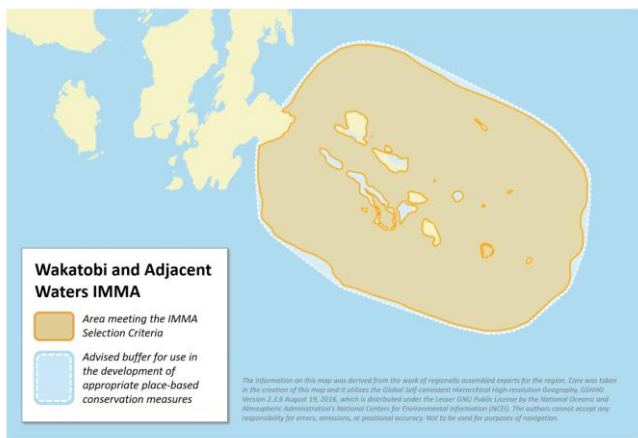 Wakatobi and Adjacent
Waters IMMA
Area meeting the IMMA
Selection Criteria
Advised buffer for use in
the development of
appropriate place-based
conservation measures
The information on this map was derived from the work of regionally assembled experts for the region. Care was taken
in the creation of this map and it utilises the Global Self-consistent Hierarchical High-resolution Geography, GSHHG
Version 2.3.6 August 19, 2016, which is distributed under the Lesser GNU Public License by the National Oceanic and
Atmospheric Administration's National Centers for Environmental Information (NCEI). The authors cannot accept any
responsibility for errors, omissions, or positional accuracy. Not to be used for purposes of navigation.